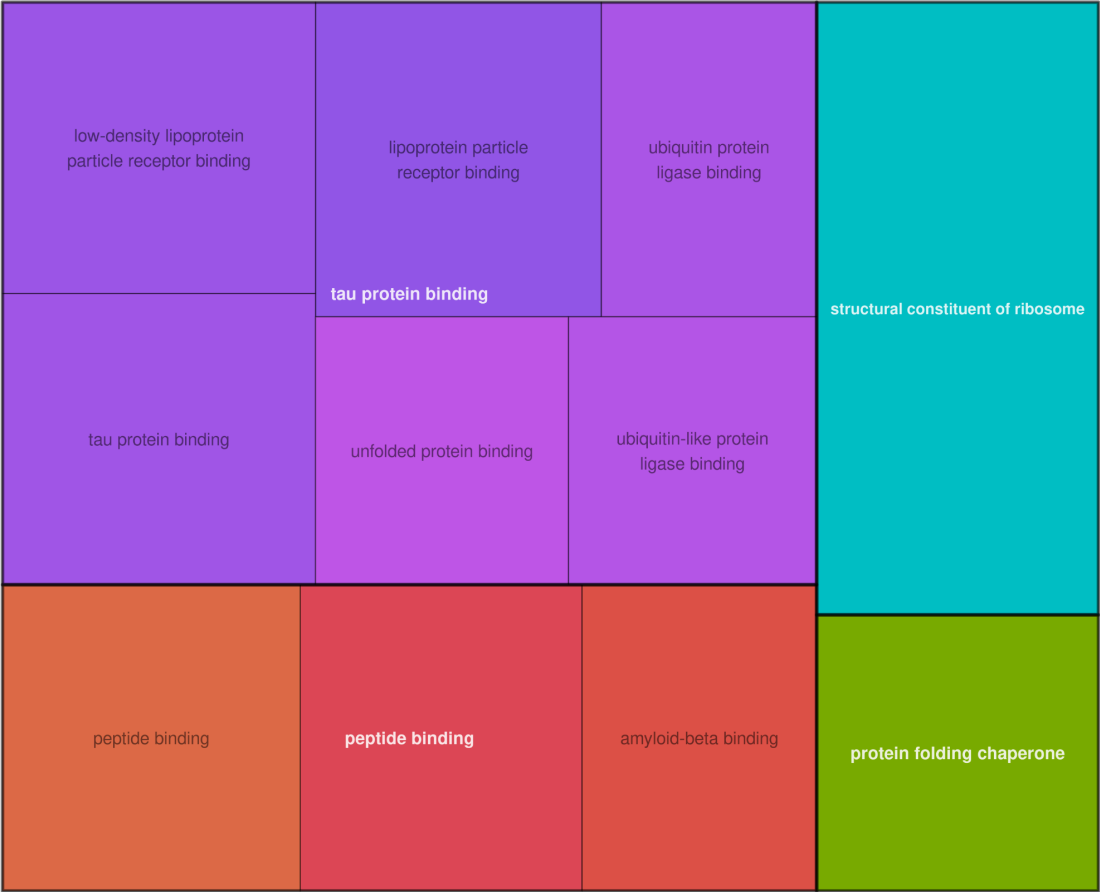 low-density lipoprotein
particle receptor binding
lipoprotein particle
receptor binding
ubiquitin protein
ligase binding
tau protein binding
structural constituent of ribosome
tau protein binding
unfolded protein binding
ubiquitin-like protein
ligase binding
peptide binding
peptide binding
amyloid-beta binding
protein folding chaperone